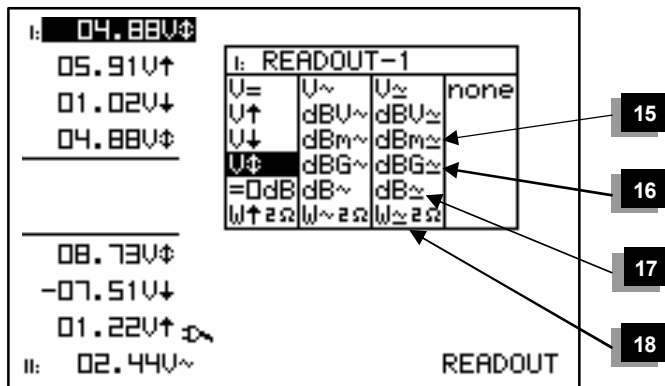 I: 04.88V⇕
05.91V↑
01.02V↓
04.88V⇕
I: READOUT-1
V= V~ V≃ none
V↑ dBV~ dBV≃
V↓ dBm~ dBm≃
V⇕ dBG~ dBG≃
=0dB dB~ dB≃
W↑2Ω W~2Ω W≃2Ω
08.73V⇕
-07.51V↓
01.22V↑
II: 02.44V~
READOUT
15
16
17
18